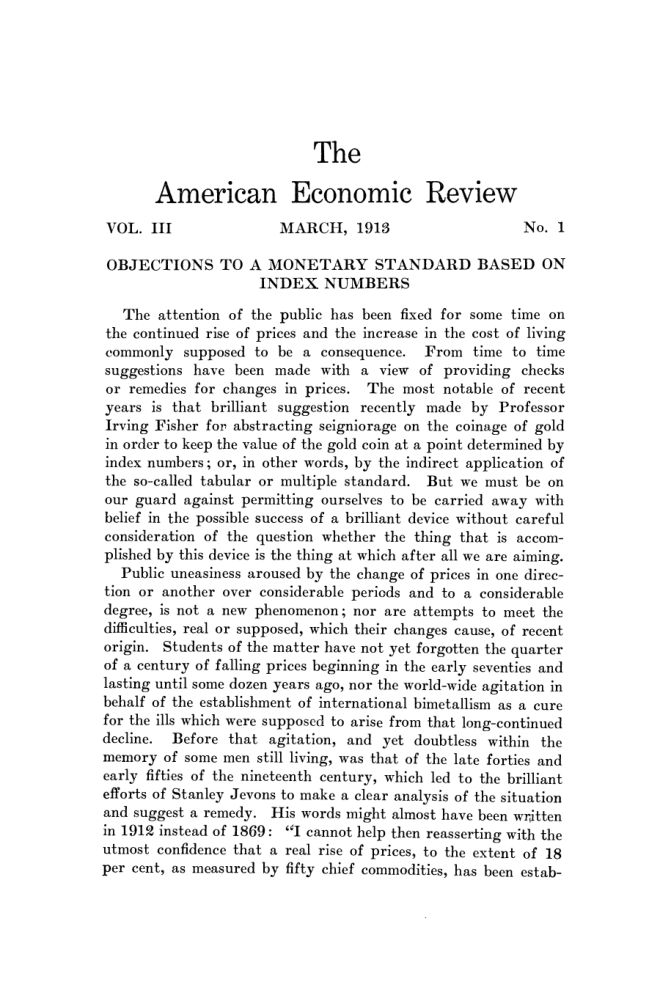 The
American Economic Review
VOL. III MARCH, 1913 No. 1
OBJECTIONS TO A MONETARY STANDARD BASED ON
INDEX NUMBERS
The attention of the public has been fixed for some time on
the continued rise of prices and the increase in the cost of living
commonly supposed to be a consequence. From time to time
suggestions have been made with a view of providing checks
or remedies for changes in prices. The most notable of recent
years is that brilliant suggestion recently made by Professor
Irving Fisher for abstracting seigniorage on the coinage of gold
in order to keep the value of the gold coin at a point determined by
index numbers; or, in other words, by the indirect application of
the so-called tabular or multiple standard. But we must be on
our guard against permitting ourselves to be carried away with
belief in the possible success of a brilliant device without careful
consideration of the question whether the thing that is accom-
plished by this device is the thing at which after all we are aiming.
Public uneasiness aroused by the change of prices in one direc-
tion or another over considerable periods and to a considerable
degree, is not a new phenomenon; nor are attempts to meet the
difficulties, real or supposed, which their changes cause, of recent
origin. Students of the matter have not yet forgotten the quarter
of a century of falling prices beginning in the early seventies and
lasting until some dozen years ago, nor the world-wide agitation in
behalf of the establishment of international bimetallism as a cure
for the ills which were supposed to arise from that long-continued
decline. Before that agitation, and yet doubtless within the
memory of some men still living, was that of the late forties and
early fifties of the nineteenth century, which led to the brilliant
efforts of Stanley Jevons to make a clear analysis of the situation
and suggest a remedy. His words might almost have been written
in 1912 instead of 1869: “I cannot help then reasserting with the
utmost confidence that a real rise of prices, to the extent of 18
per cent, as measured by fifty chief commodities, has been estab-